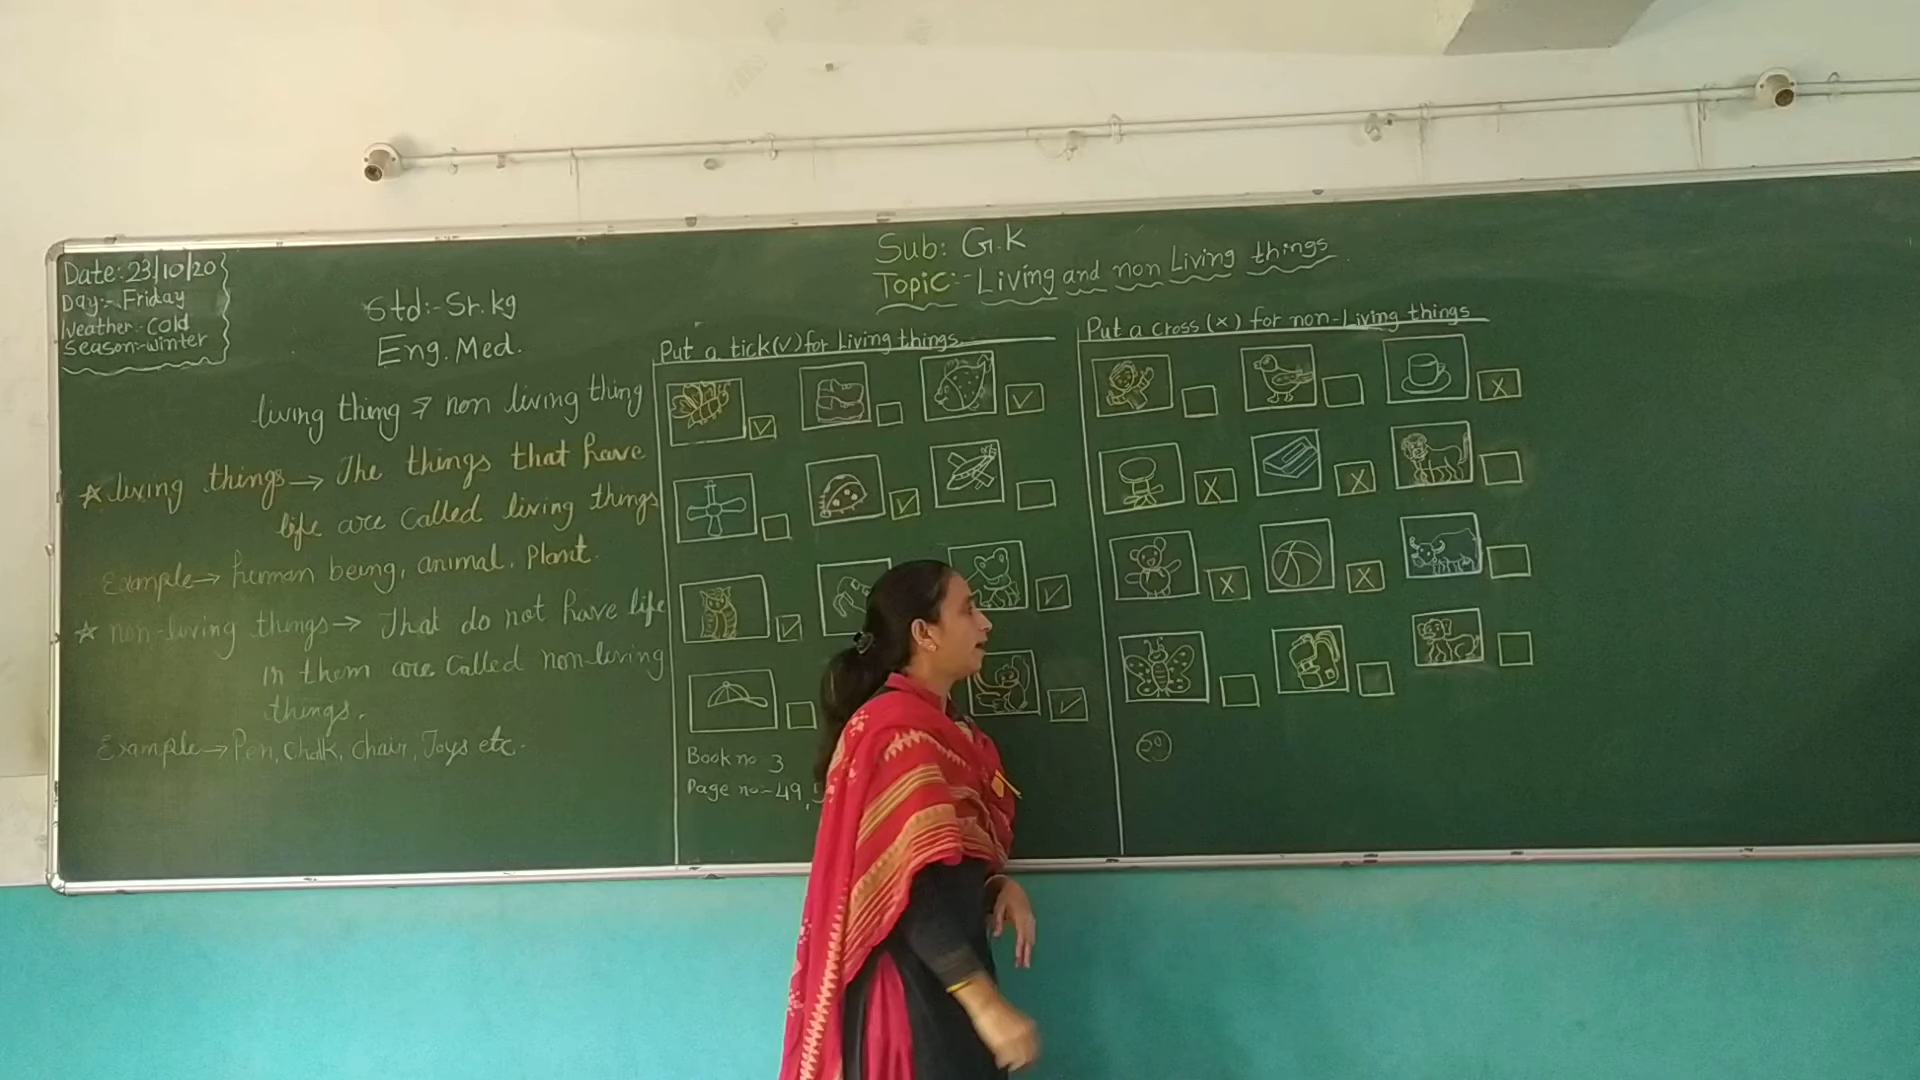 Date: 23/10/20
Day:- Friday
Weather:- Cold
Season:- winter
Std:- Sr.kg
Eng. Med.
Sub: G.K
Topic:- Living and non Living things
living thing → non living thing
☆ living things → The things that have
life are called living things
Example → human being, animal, Plant.
☆ non-living things → That do not have life
in them are called non-living
things.
Example → Pen, Chalk, Chair, Toys etc.
Put a tick(√) for Living things
Book no 3
Page no-49,
Put a cross (x) for non-Living things